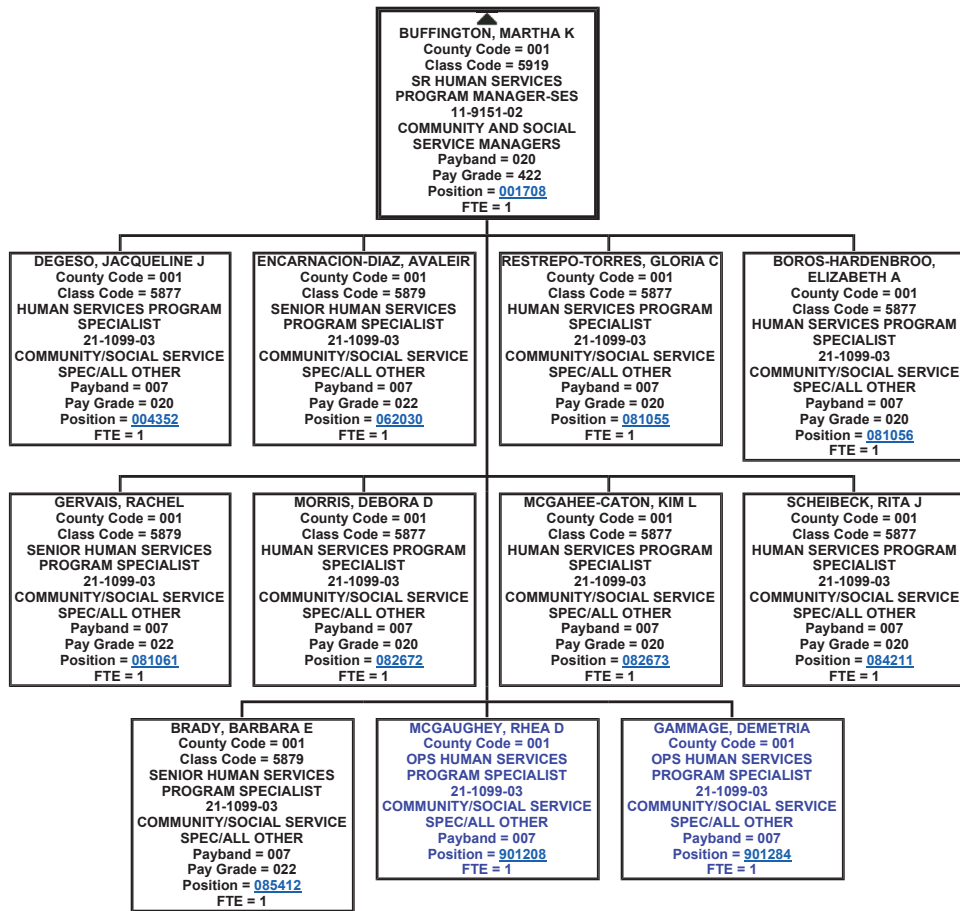 BUFFINGTON, MARTHA K
County Code = 001
Class Code = 5919
SR HUMAN SERVICES
PROGRAM MANAGER-SES
11-9151-02
COMMUNITY AND SOCIAL
SERVICE MANAGERS
Payband = 020
Pay Grade = 422
Position = 001708
FTE = 1
DEGESO, JACQUELINE J
County Code = 001
Class Code = 5877
HUMAN SERVICES PROGRAM
SPECIALIST
21-1099-03
COMMUNITY/SOCIAL SERVICE
SPEC/ALL OTHER
Payband = 007
Pay Grade = 020
Position = 004352
FTE = 1
ENCARNACION-DIAZ, AVALEIR
County Code = 001
Class Code = 5879
SENIOR HUMAN SERVICES
PROGRAM SPECIALIST
21-1099-03
COMMUNITY/SOCIAL SERVICE
SPEC/ALL OTHER
Payband = 007
Pay Grade = 022
Position = 062030
FTE = 1
RESTREPO-TORRES, GLORIA C
County Code = 001
Class Code = 5877
HUMAN SERVICES PROGRAM
SPECIALIST
21-1099-03
COMMUNITY/SOCIAL SERVICE
SPEC/ALL OTHER
Payband = 007
Pay Grade = 020
Position = 081055
FTE = 1
BOROS-HARDENBROO,
ELIZABETH A
County Code = 001
Class Code = 5877
HUMAN SERVICES PROGRAM
SPECIALIST
21-1099-03
COMMUNITY/SOCIAL SERVICE
SPEC/ALL OTHER
Payband = 007
Pay Grade = 020
Position = 081056
FTE = 1
GERVAIS, RACHEL
County Code = 001
Class Code = 5879
SENIOR HUMAN SERVICES
PROGRAM SPECIALIST
21-1099-03
COMMUNITY/SOCIAL SERVICE
SPEC/ALL OTHER
Payband = 007
Pay Grade = 022
Position = 081061
FTE = 1
MORRIS, DEBORA D
County Code = 001
Class Code = 5877
HUMAN SERVICES PROGRAM
SPECIALIST
21-1099-03
COMMUNITY/SOCIAL SERVICE
SPEC/ALL OTHER
Payband = 007
Pay Grade = 020
Position = 082672
FTE = 1
MCGAHEE-CATON, KIM L
County Code = 001
Class Code = 5877
HUMAN SERVICES PROGRAM
SPECIALIST
21-1099-03
COMMUNITY/SOCIAL SERVICE
SPEC/ALL OTHER
Payband = 007
Pay Grade = 020
Position = 082673
FTE = 1
SCHEIBECK, RITA J
County Code = 001
Class Code = 5877
HUMAN SERVICES PROGRAM
SPECIALIST
21-1099-03
COMMUNITY/SOCIAL SERVICE
SPEC/ALL OTHER
Payband = 007
Pay Grade = 020
Position = 084211
FTE = 1
BRADY, BARBARA E
County Code = 001
Class Code = 5879
SENIOR HUMAN SERVICES
PROGRAM SPECIALIST
21-1099-03
COMMUNITY/SOCIAL SERVICE
SPEC/ALL OTHER
Payband = 007
Pay Grade = 022
Position = 085412
FTE = 1
MCGAUGHEY, RHEA D
County Code = 001
OPS HUMAN SERVICES
PROGRAM SPECIALIST
21-1099-03
COMMUNITY/SOCIAL SERVICE
SPEC/ALL OTHER
Payband = 007
Position = 901208
FTE = 1
GAMMAGE, DEMETRIA
County Code = 001
OPS HUMAN SERVICES
PROGRAM SPECIALIST
21-1099-03
COMMUNITY/SOCIAL SERVICE
SPEC/ALL OTHER
Payband = 007
Position = 901284
FTE = 1